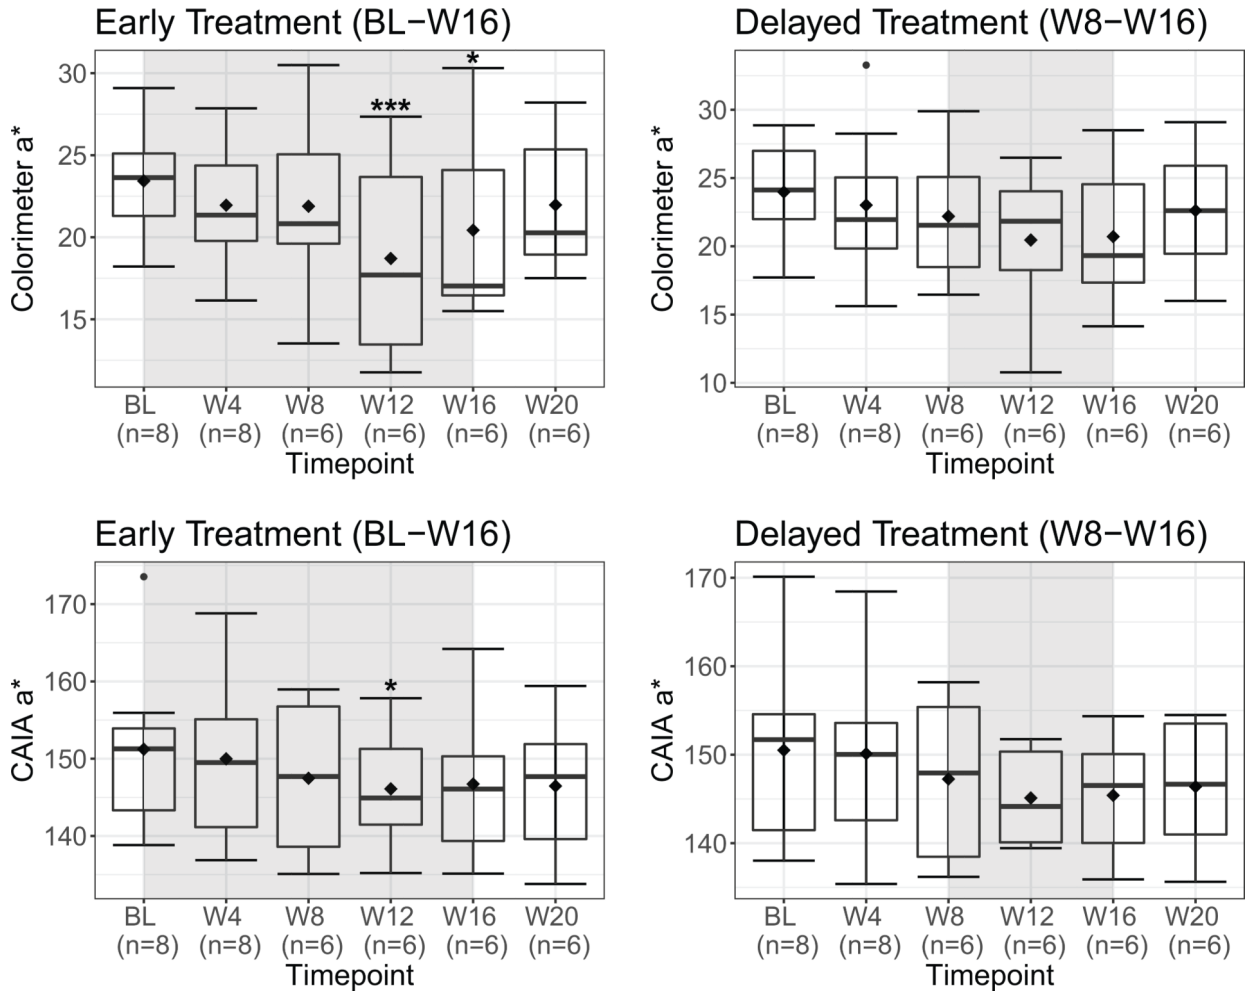 Early Treatment (BL−W16)
Colorimeter a*
30
25
20
15
***
*
BL W4 W8 W12 W16 W20
(n=8) (n=8) (n=6) (n=6) (n=6) (n=6)
Timepoint
Delayed Treatment (W8−W16)
Colorimeter a*
30
25
20
15
10
BL W4 W8 W12 W16 W20
(n=8) (n=8) (n=6) (n=6) (n=6) (n=6)
Timepoint
Early Treatment (BL−W16)
CAIA a*
170
160
150
140
*
BL W4 W8 W12 W16 W20
(n=8) (n=8) (n=6) (n=6) (n=6) (n=6)
Timepoint
Delayed Treatment (W8−W16)
CAIA a*
170
160
150
140
BL W4 W8 W12 W16 W20
(n=8) (n=8) (n=6) (n=6) (n=6) (n=6)
Timepoint